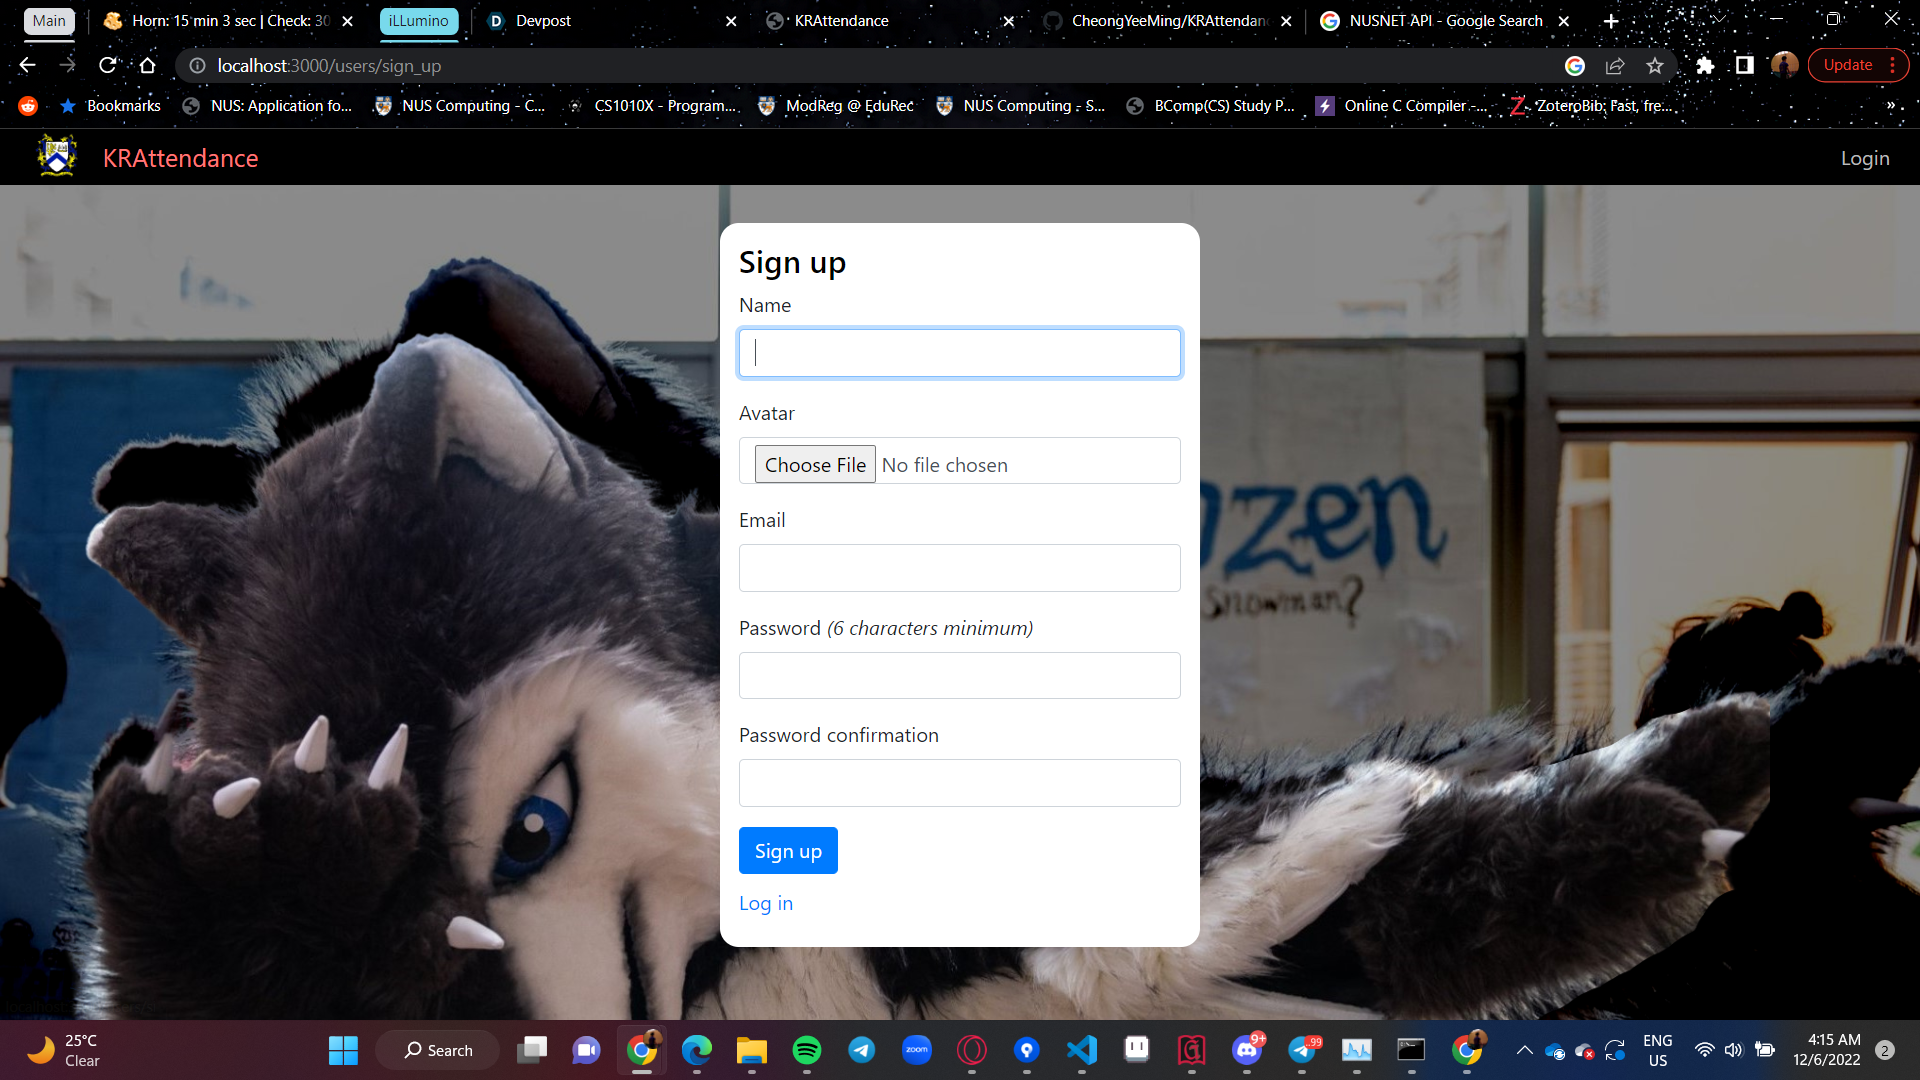 Main
Horn: 15 min 3 sec | Check: 30
iLLumino
Devpost
KRAttendance
CheongYeeMing/KRAttendan
NUSNET API - Google Search
localhost:3000/users/sign_up
Update
Bookmarks
NUS: Application fo...
NUS Computing - C...
CS1010X - Program...
ModReg @ EduRec
NUS Computing - S...
BComp(CS) Study P...
Online C Compiler -...
ZoteroBib: Fast, fre...
»
KRAttendance
Login
Sign up
Name
Avatar
Choose File No file chosen
Email
Password (6 characters minimum)
Password confirmation
Sign up
Log in
zen
Snowman?
25°C
Clear
Search
zoom
9+
99
ENG
US
4:15 AM
12/6/2022
2